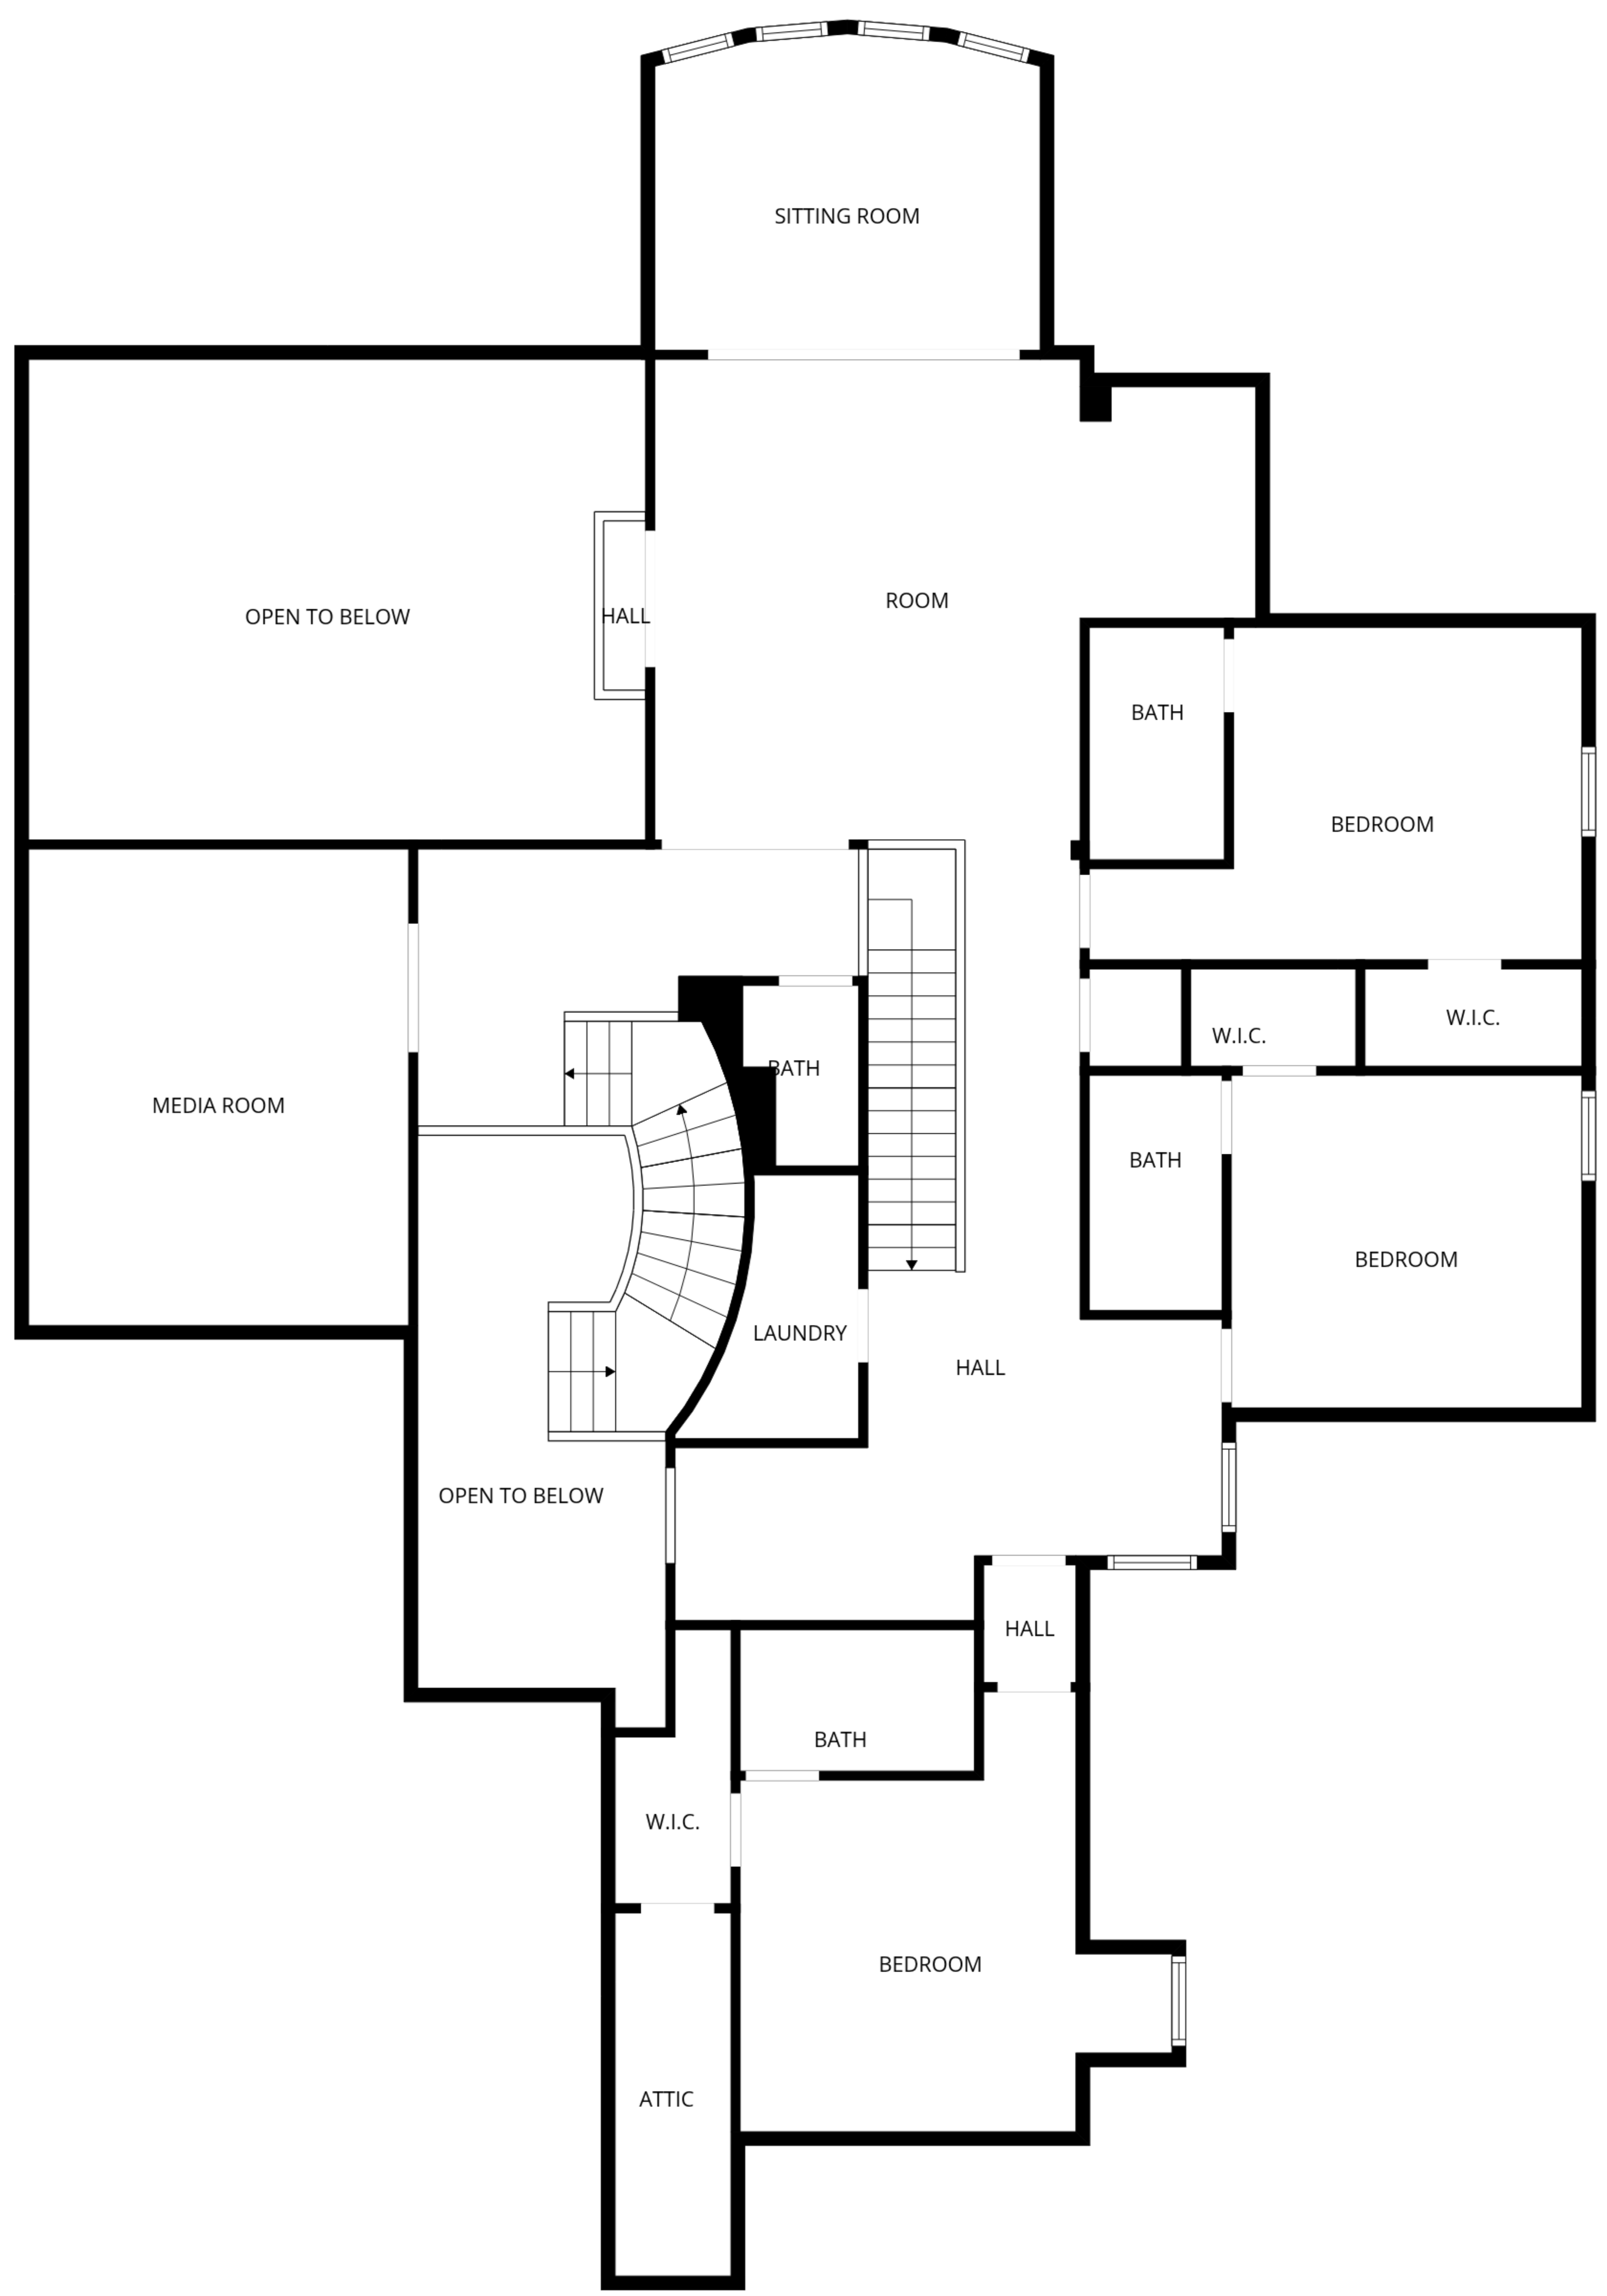 SITTING ROOM
ROOM
OPEN TO BELOW
HALL
BATH
BEDROOM
W.I.C.
W.I.C.
BATH
MEDIA ROOM
BATH
BEDROOM
LAUNDRY
HALL
OPEN TO BELOW
HALL
BATH
W.I.C.
BEDROOM
ATTIC